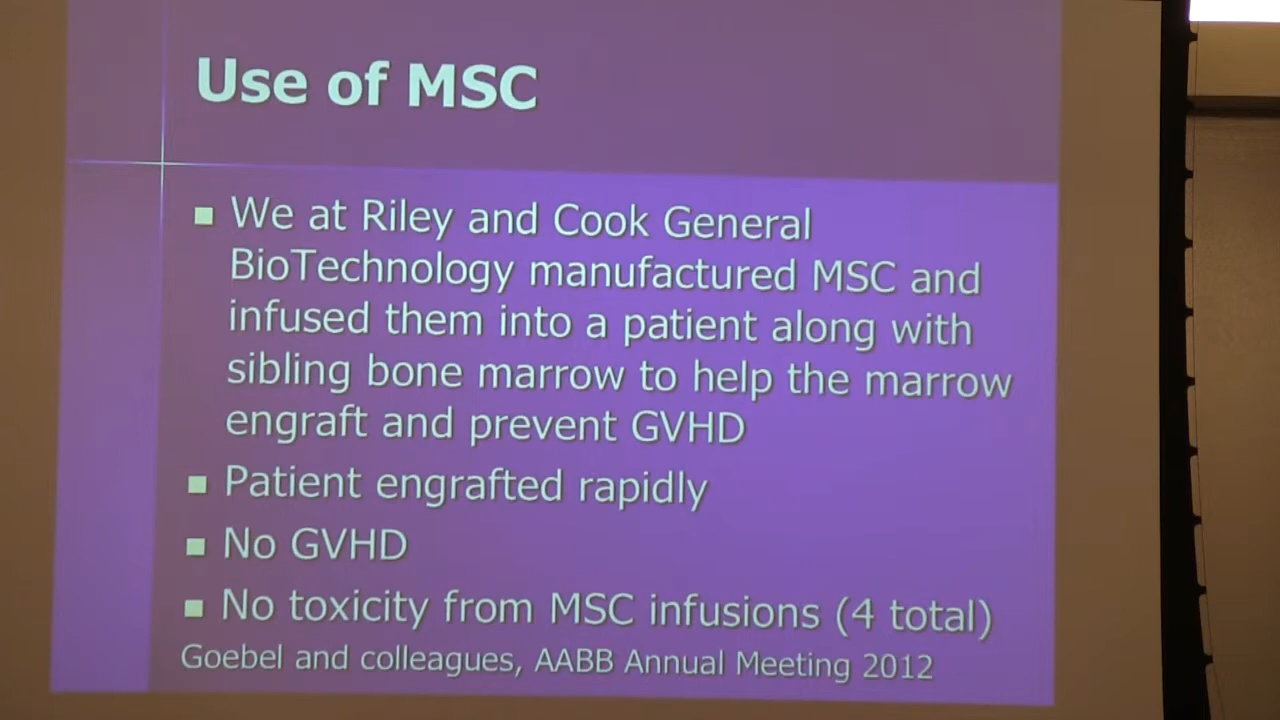 Use of MSC
We at Riley and Cook General
BioTechnology manufactured MSC and
infused them into a patient along with
sibling bone marrow to help the marrow
engraft and prevent GVHD
Patient engrafted rapidly
No GVHD
No toxicity from MSC infusions (4 total)
Goebel and colleagues, AABB Annual Meeting 2012